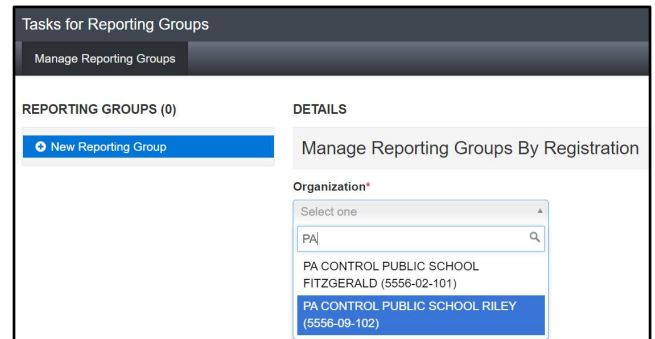 Tasks for Reporting Groups
Manage Reporting Groups
REPORTING GROUPS (0)
New Reporting Group
DETAILS
Manage Reporting Groups By Registration
Organization*
Select one
PA
PA CONTROL PUBLIC SCHOOL
FITZGERALD (5556-02-101)
PA CONTROL PUBLIC SCHOOL RILEY
(5556-09-102)